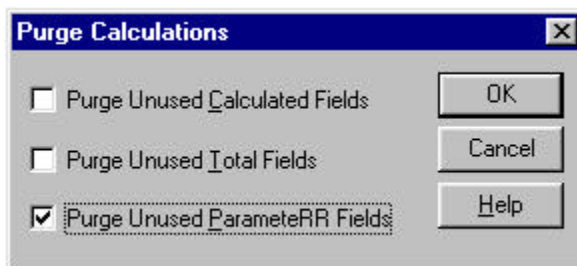 Purge Calculations
Purge Unused Calculated Fields
OK
Purge Unused Total Fields
Cancel
Purge Unused ParameteRR Fields
Help